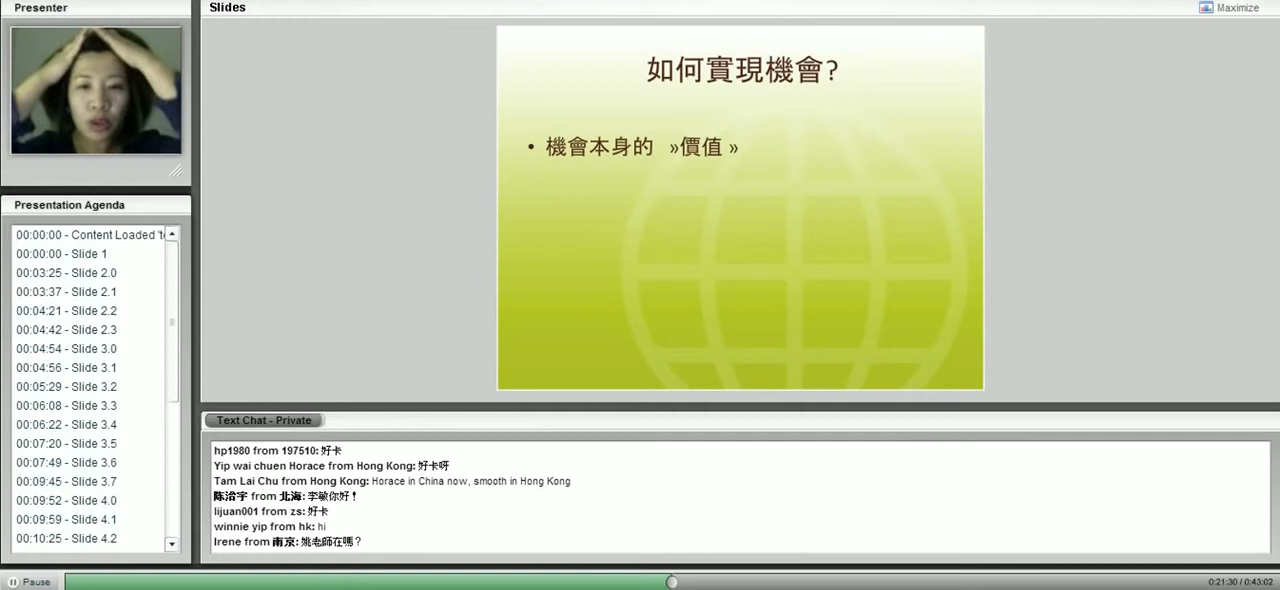 Presenter
Slides
Maximize
如何實現機會?
• 機會本身的 »價值 »
Presentation Agenda
00:00:00 - Content Loaded 'to
00:00:00 - Slide 1
00:03:25 - Slide 2.0
00:03:37 - Slide 2.1
00:04:21 - Slide 2.2
00:04:42 - Slide 2.3
00:04:54 - Slide 3.0
00:04:56 - Slide 3.1
00:05:29 - Slide 3.2
00:06:08 - Slide 3.3
00:06:22 - Slide 3.4
00:07:20 - Slide 3.5
00:07:49 - Slide 3.6
00:09:45 - Slide 3.7
00:09:52 - Slide 4.0
00:09:59 - Slide 4.1
00:10:25 - Slide 4.2
Text Chat - Private
hp1980 from 197510: 好卡
Yip wai chuen Horace from Hong Kong: 好卡呀
Tam Lai Chu from Hong Kong: Horace in China now, smooth in Hong Kong
陈治宇 from 北海: 李敏你好！
lijuan001 from zs: 好卡
winnie yip from hk: hi
Irene from 南京: 姚老師在嗎？
Pause
0:21:30 / 0:43:02